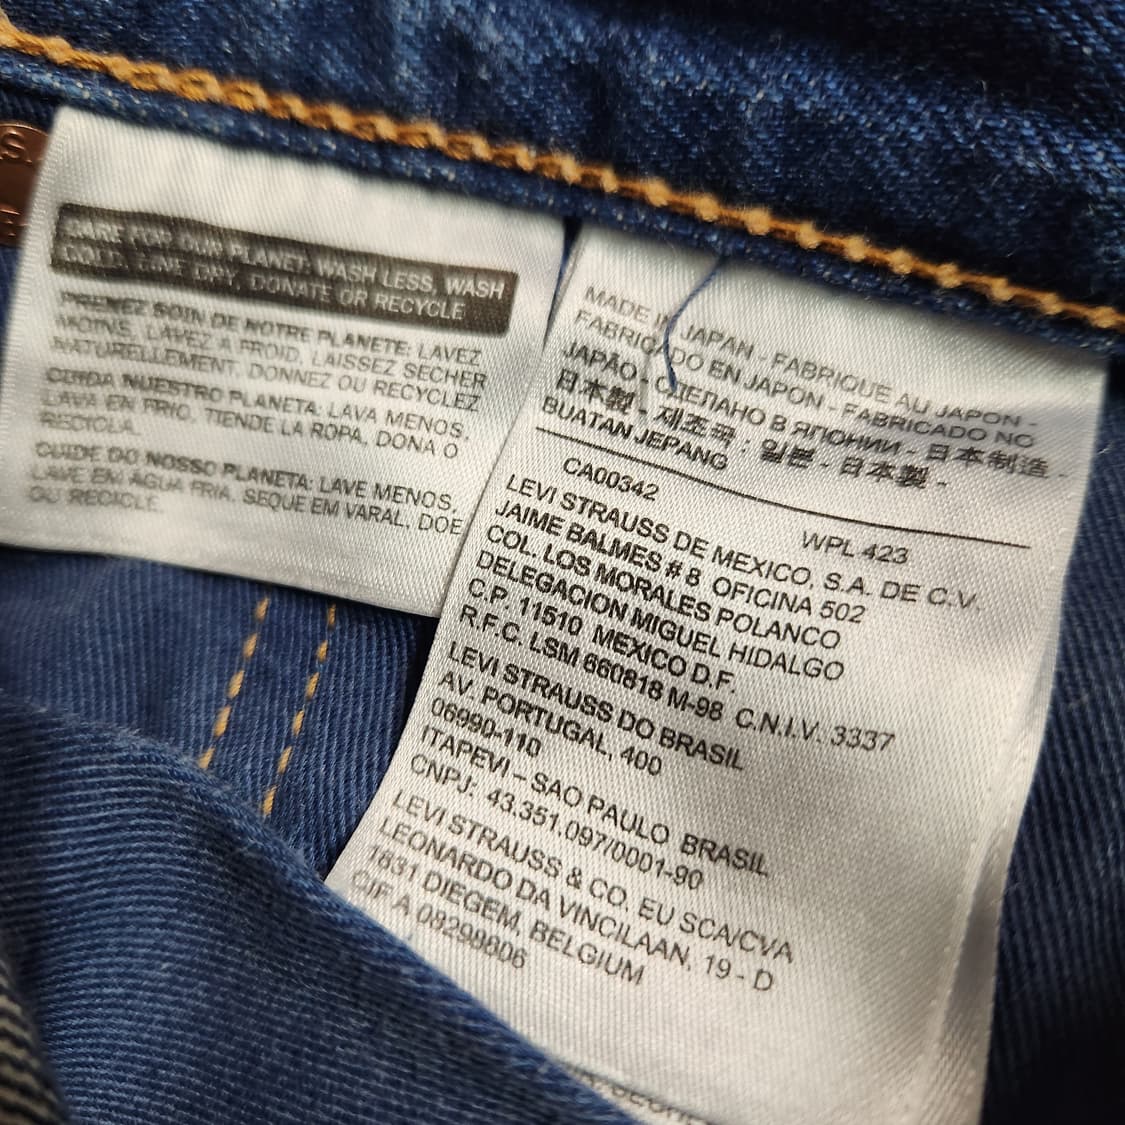 CARE FOR OUR PLANET: WASH LESS, WASH
COLD, LINE DRY, DONATE OR RECYCLE
PRENEZ SOIN DE NOTRE PLANETE: LAVEZ
MOINS, LAVEZ A FROID, LAISSEZ SECHER
NATURELLEMENT, DONNEZ OU RECYCLEZ
CUIDA NUESTRO PLANETA: LAVA MENOS,
LAVA EN FRIO, TIENDE LA ROPA, DONA O
RECICLA.
CUIDE DO NOSSO PLANETA: LAVE MENOS,
LAVE EM ÁGUA FRIA, SEQUE EM VARAL, DOE
OU RECICLE.
MADE IN JAPAN - FABRIQUE AU JAPON -
FABRICADO EN JAPON - FABRICADO NO
JAPÃO - СДЕЛАНО В ЯПОНИИ - 日本制造 -
日本製 - 제조국 : 일본 - 日本製 -
BUATAN JEPANG
CA00342 WPL 423
LEVI STRAUSS DE MEXICO, S.A. DE C.V.
JAIME BALMES # 8 OFICINA 502
COL. LOS MORALES POLANCO
DELEGACION MIGUEL HIDALGO
C.P. 11510 MEXICO D.F.
R.F.C. LSM 660818 M-98 C.N.I.V. 3337
LEVI STRAUSS DO BRASIL
AV. PORTUGAL, 400
06990-110
ITAPEVI – SAO PAULO BRASIL
CNPJ: 43.351.097/0001-90
LEVI STRAUSS & CO. EU SCA/CVA
LEONARDO DA VINCILAAN, 19 - D
1831 DIEGEM, BELGIUM
CIF A 08298806